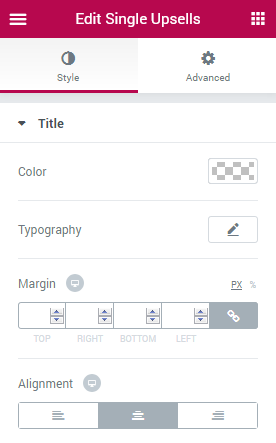 Edit Single Upsells
Style Advanced
Title
Color
Typography
Margin PX %
TOP RIGHT BOTTOM LEFT
Alignment